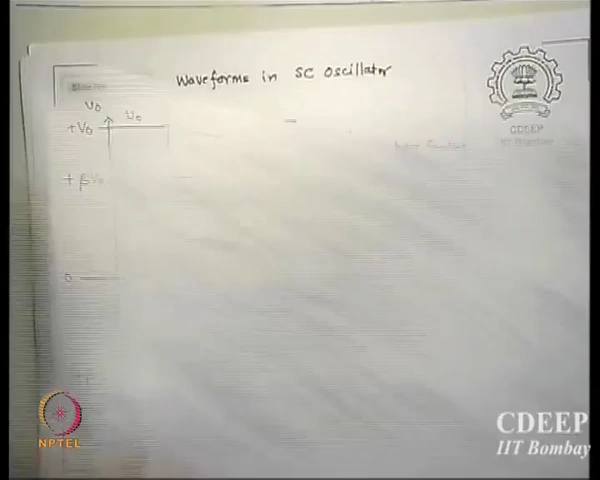 Waveforms in SC Oscillator
CDEEP
IIT Bombay
V0
V0
+V0
+ βV0
0
NPTEL
CDEEP
IIT Bombay